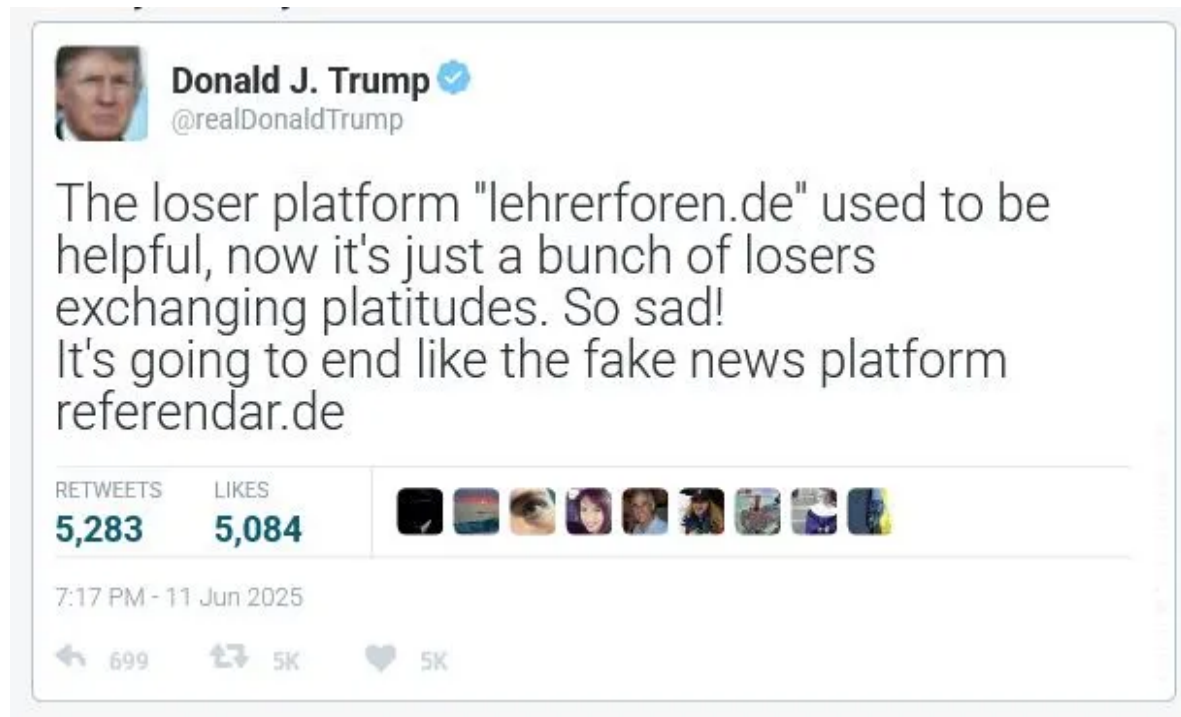 Donald J. Trump
@realDonaldTrump
The loser platform "lehrerforen.de" used to be
helpful, now it's just a bunch of losers
exchanging platitudes. So sad!
It's going to end like the fake news platform
referendar.de
RETWEETS LIKES
5,283 5,084
7:17 PM - 11 Jun 2025
699 5K 5K